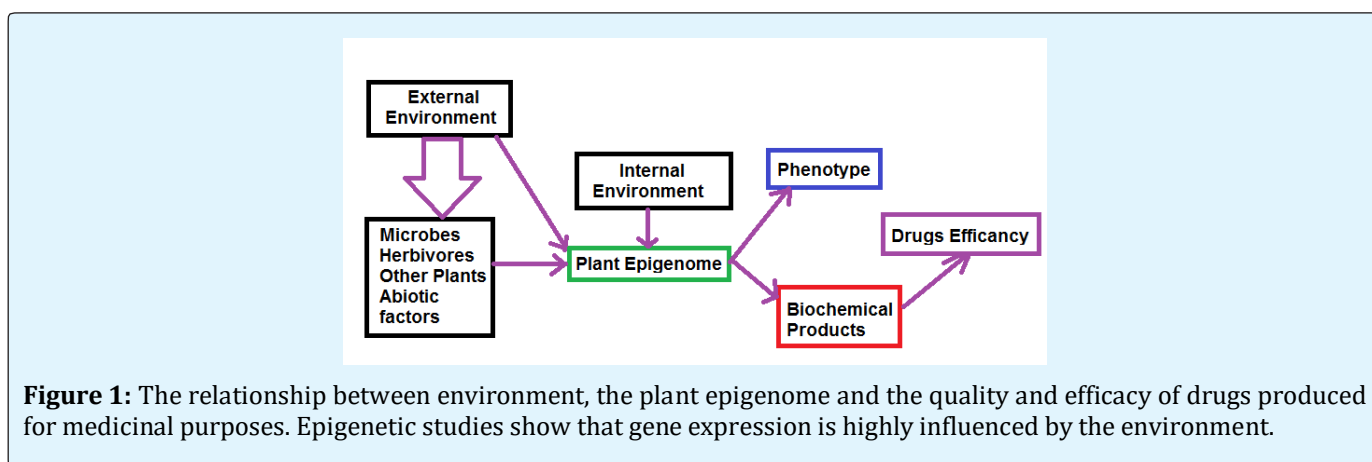 External
Environment
Internal
Environment
Phenotype
Microbes
Herbivores
Other Plants
Abiotic
factors
Plant Epigenome
Drugs Efficancy
Biochemical
Products
Figure 1: The relationship between environment, the plant epigenome and the quality and efficacy of drugs produced
for medicinal purposes. Epigenetic studies show that gene expression is highly influenced by the environment.